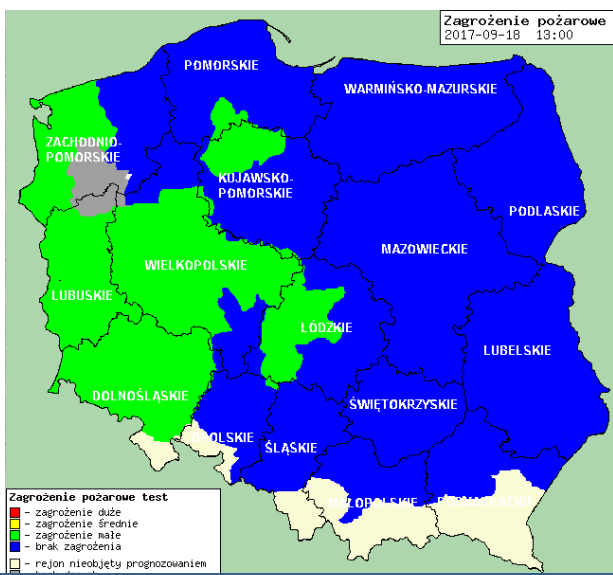 Zagrożenie pożarowe
2017-09-18 13:00
POMORSKIE
WARMIŃSKO-MAZURSKIE
ZACHODNIO-
POMORSKIE
KUJAWSKO-
POMORSKIE
PODLASKIE
MAZOWIECKIE
WIELKOPOLSKIE
LUBUSKIE
ŁÓDZKIE
LUBELSKIE
DOLNOŚLĄSKIE
ŚWIĘTOKRZYSKIE
OPOLSKIE
ŚLĄSKIE
MAŁOPOLSKIE
PODKARPACKIE
Zagrożenie pożarowe test
- zagrożenie duże
- zagrożenie średnie
- zagrożenie małe
- brak zagrożenia
- rejon nieobjęty prognozowaniem